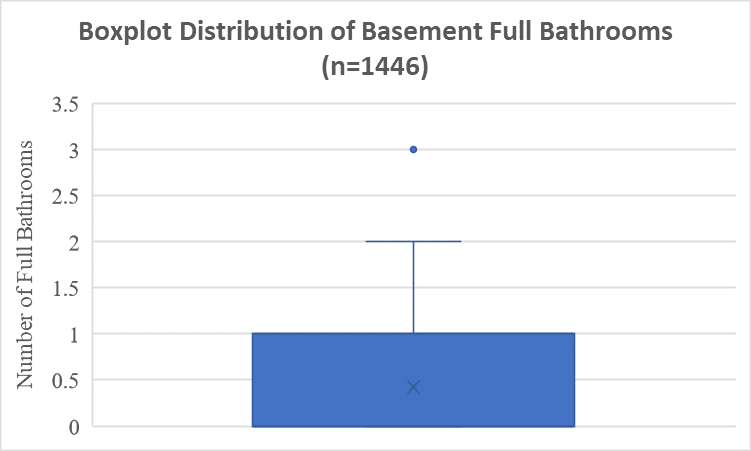 Boxplot Distribution of Basement Full Bathrooms
(n=1446)
Number of Full Bathrooms
3.5
3
2.5
2
1.5
1
0.5
0